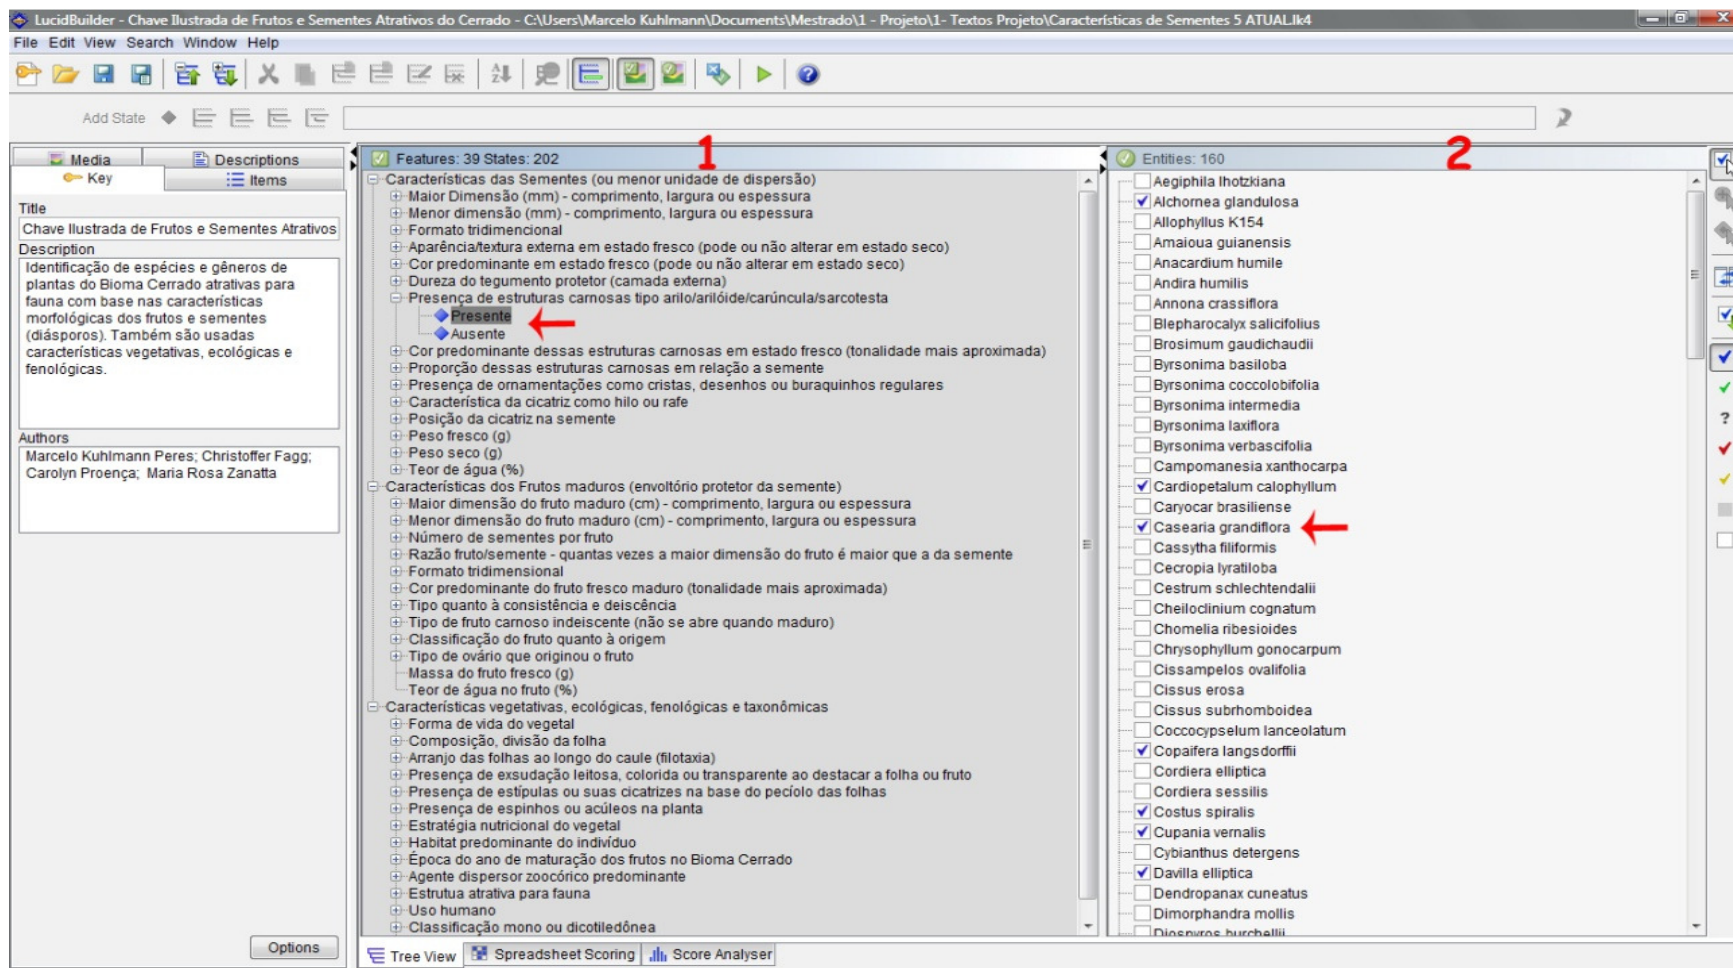 LucidBuilder - Chave Ilustrada de Frutos e Sementes Atrativos do Cerrado - C:\Users\Marcelo Kuhlmann\Documents\Mestrado\1 - Projeto\1- Textos Projeto\Características de Sementes 5 ATUAL.lk4
File Edit View Search Window Help
Add State
Media Descriptions
Key Items
Title
Chave Ilustrada de Frutos e Sementes Atrativos
Description
Identificação de espécies e gêneros de
plantas do Bioma Cerrado atrativas para
fauna com base nas características
morfológicas dos frutos e sementes
(diásporos). Também são usadas
características vegetativas, ecológicas e
fenológicas.
Authors
Marcelo Kuhlmann Peres; Christoffer Fagg;
Carolyn Proença; Maria Rosa Zanatta
Options
Features: 39 States: 202
1
Características das Sementes (ou menor unidade de dispersão)
Maior Dimensão (mm) - comprimento, largura ou espessura
Menor dimensão (mm) - comprimento, largura ou espessura
Formato tridimencional
Aparência/textura externa em estado fresco (pode ou não alterar em estado seco)
Cor predominante em estado fresco (pode ou não alterar em estado seco)
Dureza do tegumento protetor (camada externa)
Presença de estruturas carnosas tipo arilo/arilóide/carúncula/sarcotesta
Presente
Ausente
Cor predominante dessas estruturas carnosas em estado fresco (tonalidade mais aproximada)
Proporção dessas estruturas carnosas em relação a semente
Presença de ornamentações como cristas, desenhos ou buraquinhos regulares
Característica da cicatriz como hilo ou rafe
Posição da cicatriz na semente
Peso fresco (g)
Peso seco (g)
Teor de água (%)
Características dos Frutos maduros (envoltório protetor da semente)
Maior dimensão do fruto maduro (cm) - comprimento, largura ou espessura
Menor dimensão do fruto maduro (cm) - comprimento, largura ou espessura
Número de sementes por fruto
Razão fruto/semente - quantas vezes a maior dimensão do fruto é maior que a da semente
Formato tridimensional
Cor predominante do fruto fresco maduro (tonalidade mais aproximada)
Tipo quanto à consistência e deiscência
Tipo de fruto carnoso indeiscente (não se abre quando maduro)
Classificação do fruto quanto à origem
Tipo de ovário que originou o fruto
Massa do fruto fresco (g)
Teor de água no fruto (%)
Características vegetativas, ecológicas, fenológicas e taxonômicas
Forma de vida do vegetal
Composição, divisão da folha
Arranjo das folhas ao longo do caule (filotaxia)
Presença de exsudação leitosa, colorida ou transparente ao destacar a folha ou fruto
Presença de estípulas ou suas cicatrizes na base do pecíolo das folhas
Presença de espinhos ou acúleos na planta
Estratégia nutricional do vegetal
Habitat predominante do indivíduo
Época do ano de maturação dos frutos no Bioma Cerrado
Agente dispersor zoocórico predominante
Estrutua atrativa para fauna
Uso humano
Classificação mono ou dicotiledônea
Tree View Spreadsheet Scoring Score Analyser
Entities: 160
2
Aegiphila lhotzkiana
Alchornea glandulosa
Allophyllus K154
Amaioua guianensis
Anacardium humile
Andira humilis
Annona crassiflora
Blepharocalyx salicifolius
Brosimum gaudichaudii
Byrsonima basiloba
Byrsonima coccolobifolia
Byrsonima intermedia
Byrsonima laxiflora
Byrsonima verbascifolia
Campomanesia xanthocarpa
Cardiopetalum calophyllum
Caryocar brasiliense
Casearia grandiflora
Cassytha filiformis
Cecropia lyratiloba
Cestrum schlechtendalii
Cheiloclinium cognatum
Chomelia ribesioides
Chrysophyllum gonocarpum
Cissampelos ovalifolia
Cissus erosa
Cissus subrhomboidea
Coccocypselum lanceolatum
Copaifera langsdorffii
Cordiera elliptica
Cordiera sessilis
Costus spiralis
Cupania vernalis
Cybianthus detergens
Davilla elliptica
Dendropanax cuneatus
Dimorphandra mollis
Diospyros burchellii